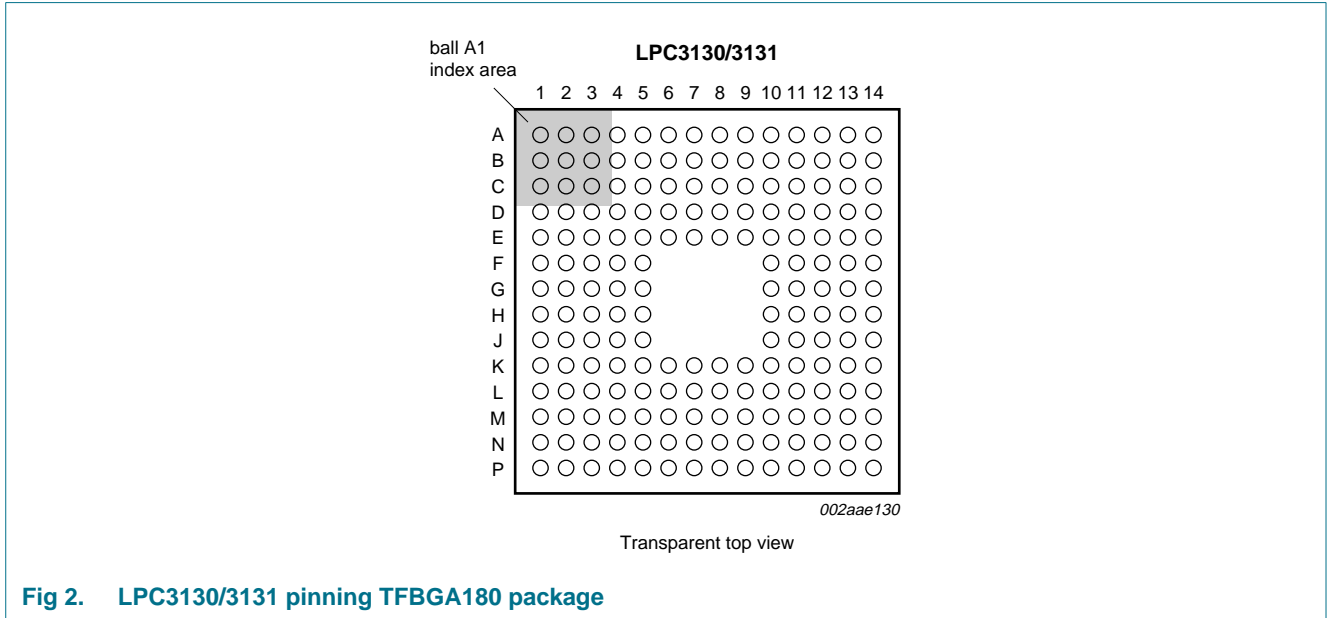 ball A1
index area
LPC3130/3131
1 2 3 4 5 6 7 8 9 10 11 12 13 14
A
B
C
D
E
F
G
H
J
K
L
M
N
P
002aae130
Transparent top view
Fig 2. LPC3130/3131 pinning TFBGA180 package